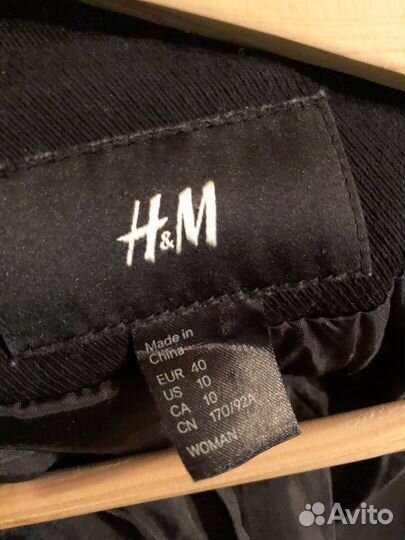 H&M
Made in
China
EUR 40
US 10
CA 10
CN 170/92A
WOMAN
Avito